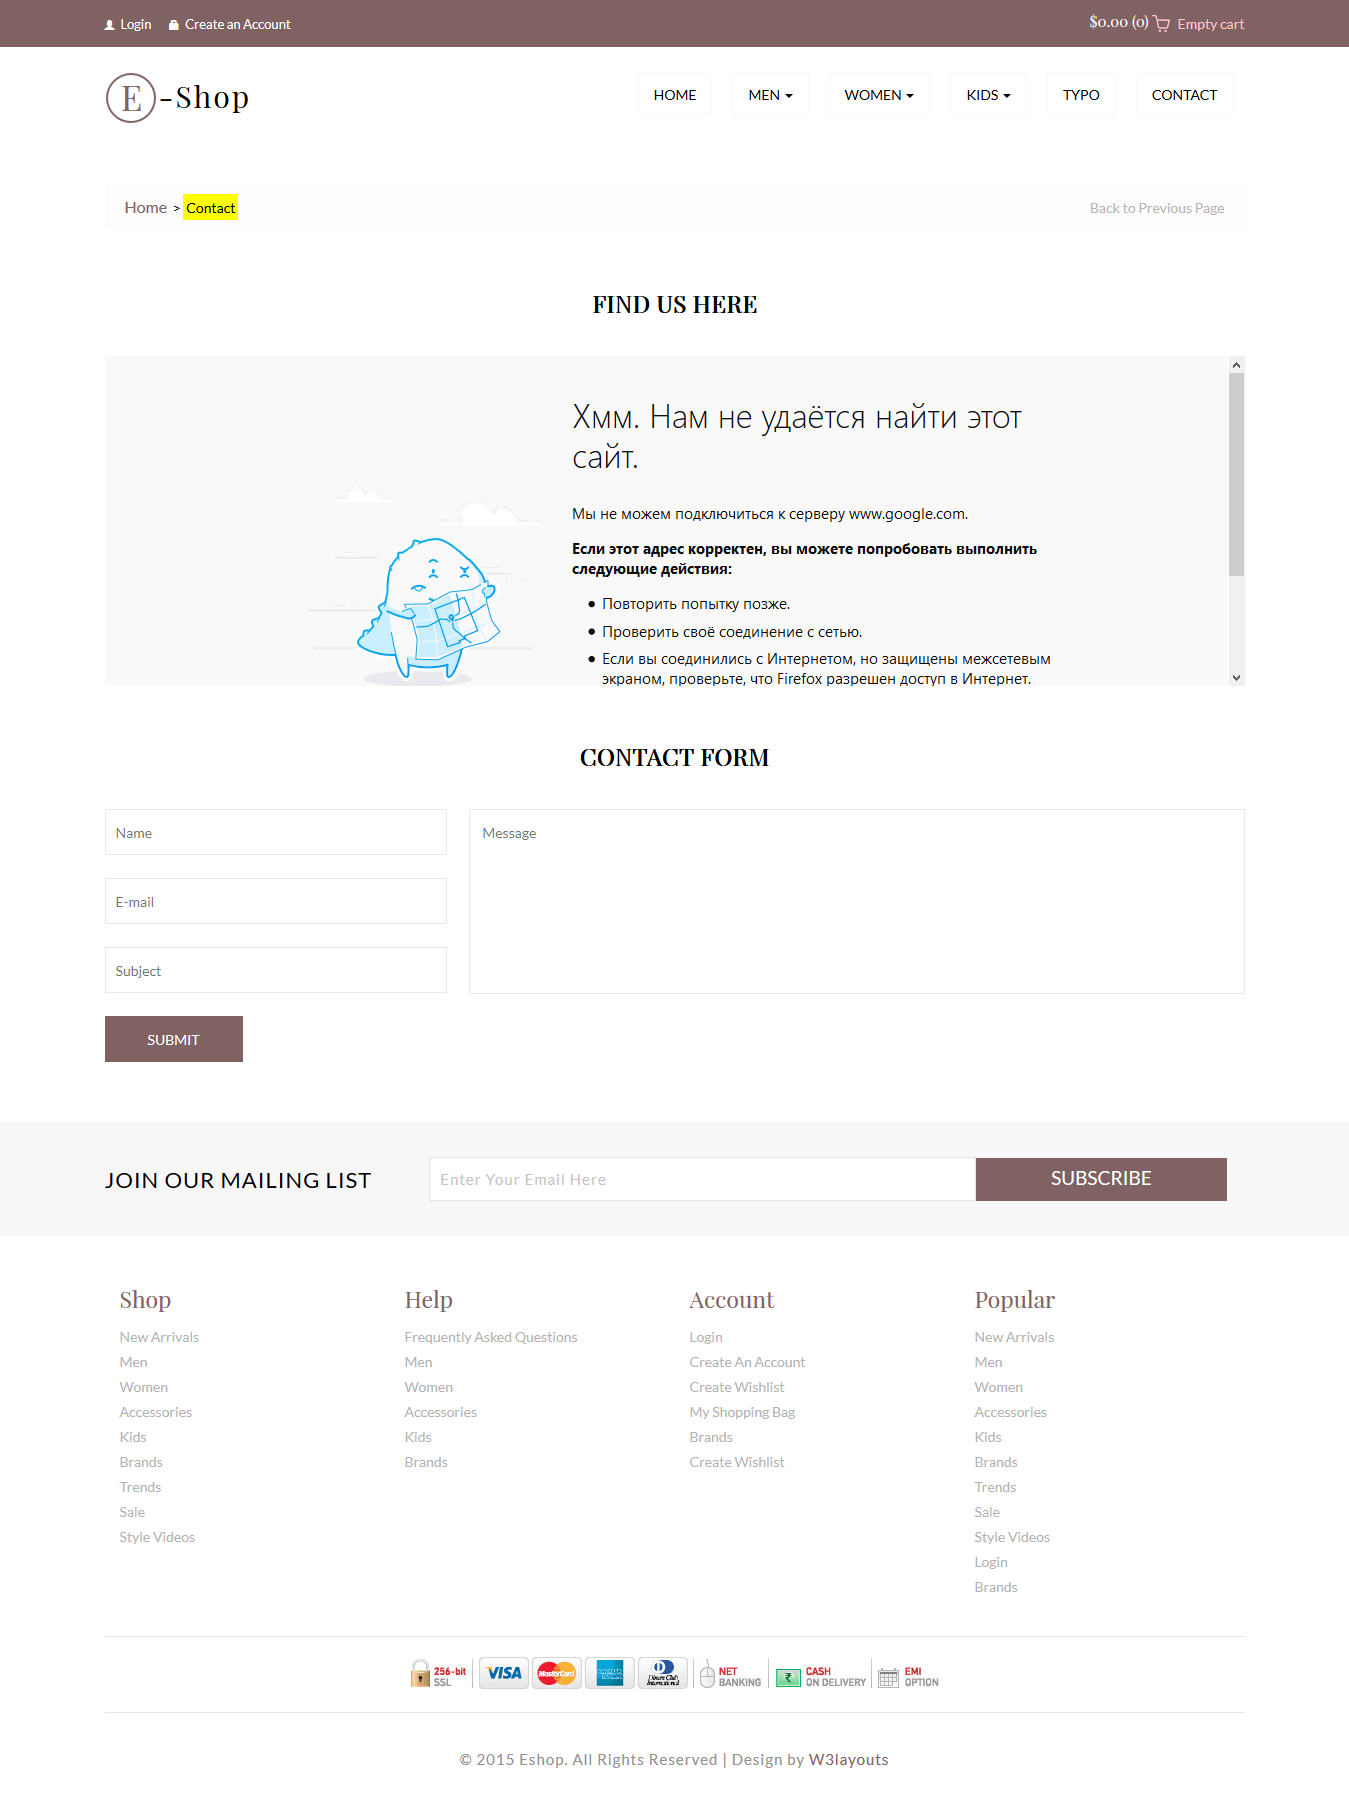 Login Create an Account $0.00 (0) Empty cart
E-Shop HOME MEN WOMEN KIDS TYPO CONTACT
Home > Contact Back to Previous Page
FIND US HERE
Хмм. Нам не удаётся найти этот
сайт.
Мы не можем подключиться к серверу www.google.com.
Если этот адрес корректен, вы можете попробовать выполнить
следующие действия:
Повторить попытку позже.
Проверить своё соединение с сетью.
Если вы соединились с Интернетом, но защищены межсетевым
экраном, проверьте, что Firefox разрешен доступ в Интернет.
CONTACT FORM
Name
Message
E-mail
Subject
SUBMIT
JOIN OUR MAILING LIST Enter Your Email Here SUBSCRIBE
Shop
New Arrivals
Men
Women
Accessories
Kids
Brands
Trends
Sale
Style Videos
Help
Frequently Asked Questions
Men
Women
Accessories
Kids
Brands
Account
Login
Create An Account
Create Wishlist
My Shopping Bag
Brands
Create Wishlist
Popular
New Arrivals
Men
Women
Accessories
Kids
Brands
Trends
Sale
Style Videos
Login
Brands
256-bit SSL VISA MasterCard Diners Club International NET BANKING CASH ON DELIVERY EMI OPTION
© 2015 Eshop. All Rights Reserved | Design by W3layouts